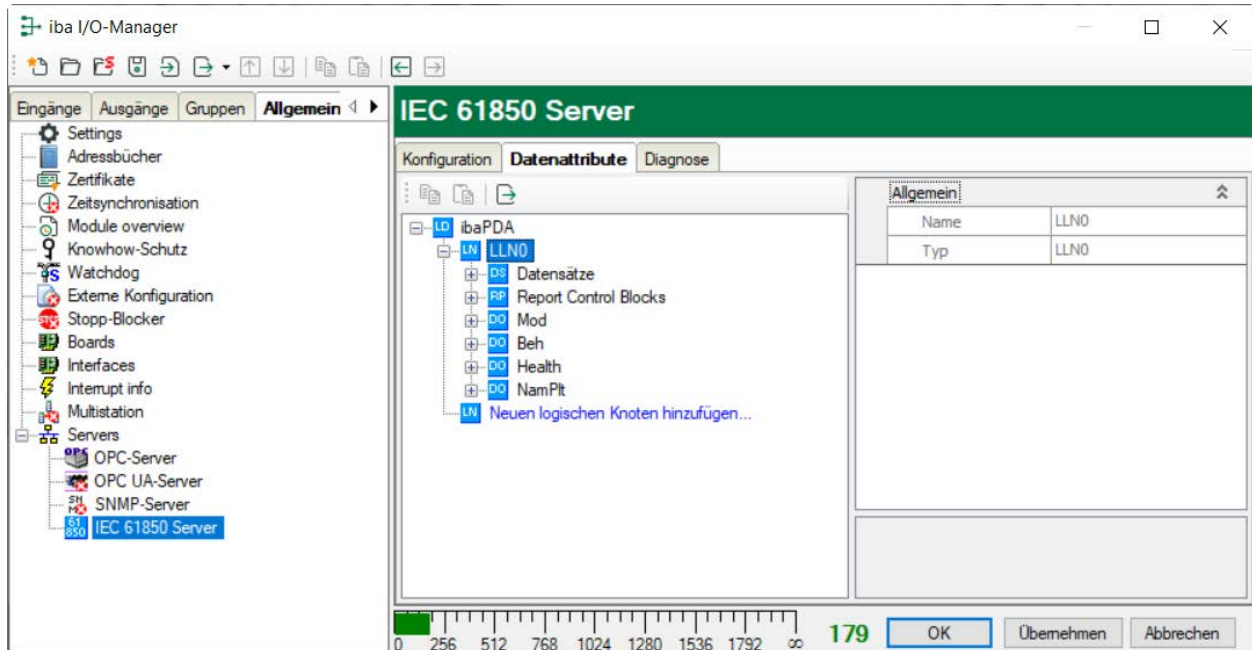 iba I/O-Manager
Eingänge Ausgänge Gruppen Allgemein
Settings
Adressbücher
Zertifikate
Zeitsynchronisation
Module overview
Knowhow-Schutz
Watchdog
Externe Konfiguration
Stopp-Blocker
Boards
Interfaces
Interrupt info
Multistation
Servers
OPC-Server
OPC UA-Server
SNMP-Server
IEC 61850 Server
IEC 61850 Server
Konfiguration Datenattribute Diagnose
LD ibaPDA
LN LLN0
DS Datensätze
RP Report Control Blocks
DO Mod
DO Beh
DO Health
DO NamPlt
LN Neuen logischen Knoten hinzufügen...
Allgemein
Name LLN0
Typ LLN0
0 256 512 768 1024 1280 1536 1792 ∞
179
OK Übernehmen Abbrechen